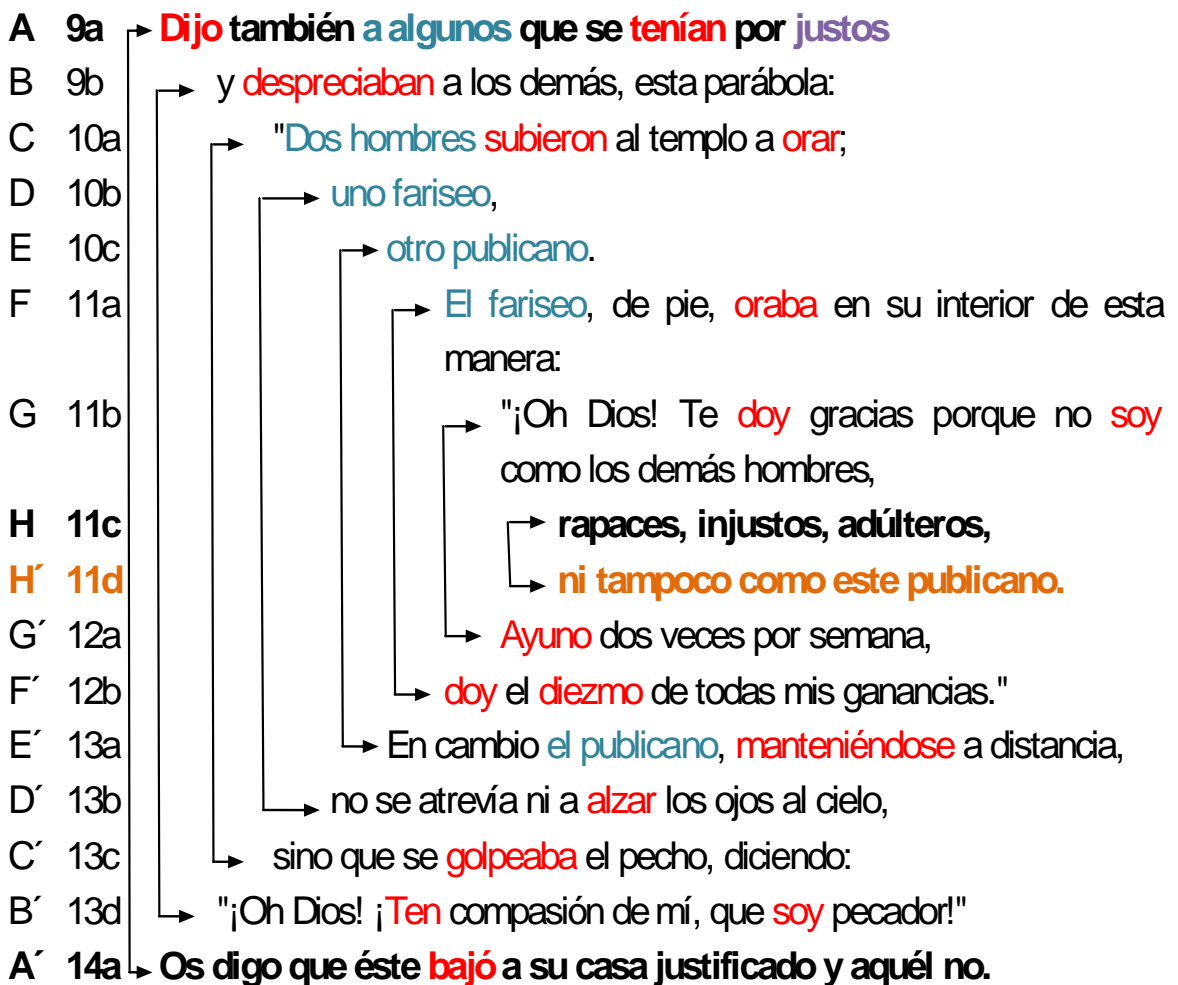 A 9a Dijo también a algunos que se tenían por justos
B 9b y despreciaban a los demás, esta parábola:
C 10a "Dos hombres subieron al templo a orar;
D 10b uno fariseo,
E 10c otro publicano.
F 11a El fariseo, de pie, oraba en su interior de esta
manera:
G 11b "¡Oh Dios! Te doy gracias porque no soy
como los demás hombres,
H 11c rapaces, injustos, adúlteros,
H´ 11d ni tampoco como este publicano.
G´ 12a Ayuno dos veces por semana,
F´ 12b doy el diezmo de todas mis ganancias."
E´ 13a En cambio el publicano, manteniéndose a distancia,
D´ 13b no se atrevía ni a alzar los ojos al cielo,
C´ 13c sino que se golpeaba el pecho, diciendo:
B´ 13d "¡Oh Dios! ¡Ten compasión de mí, que soy pecador!"
A´ 14a Os digo que éste bajó a su casa justificado y aquél no.